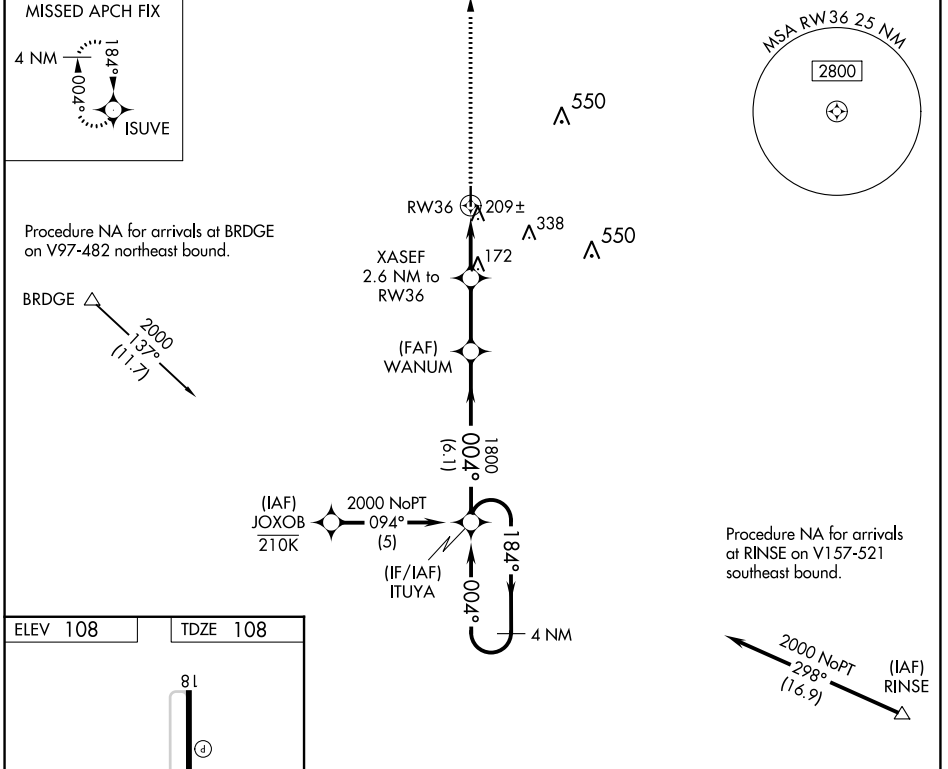 MISSED APCH FIX
4 NM
184°
004°
ISUVE
MSA RW36 25 NM
2800
550
RW36
209±
338
550
172
XASEF
2.6 NM to
RW36
Procedure NA for arrivals at BRDGE
on V97-482 northeast bound.
BRDGE
2000
137°
(11.7)
(FAF)
WANUM
1800
004°
(6.1)
(IAF)
JOXOB
210K
2000 NoPT
094°
(5)
(IF/IAF)
ITUYA
184°
004°
4 NM
Procedure NA for arrivals
at RINSE on V157-521
southeast bound.
2000 NoPT
298°
(16.9)
(IAF)
RINSE
ELEV 108
TDZE 108
18
P